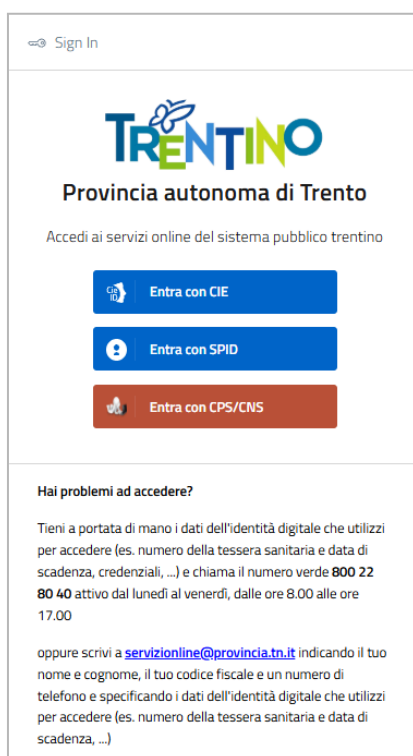 Sign In
TRENTINO
Provincia autonoma di Trento
Accedi ai servizi online del sistema pubblico trentino
Cie
ID
Entra con CIE
Entra con SPID
Entra con CPS/CNS
Hai problemi ad accedere?
Tieni a portata di mano i dati dell'identità digitale che utilizzi
per accedere (es. numero della tessera sanitaria e data di
scadenza, credenziali, ...) e chiama il numero verde 800 22
80 40 attivo dal lunedì al venerdì, dalle ore 8.00 alle ore
17.00
oppure scrivi a servizionline@provincia.tn.it indicando il tuo
nome e cognome, il tuo codice fiscale e un numero di
telefono e specificando i dati dell'identità digitale che utilizzi
per accedere (es. numero della tessera sanitaria e data di
scadenza, ...)